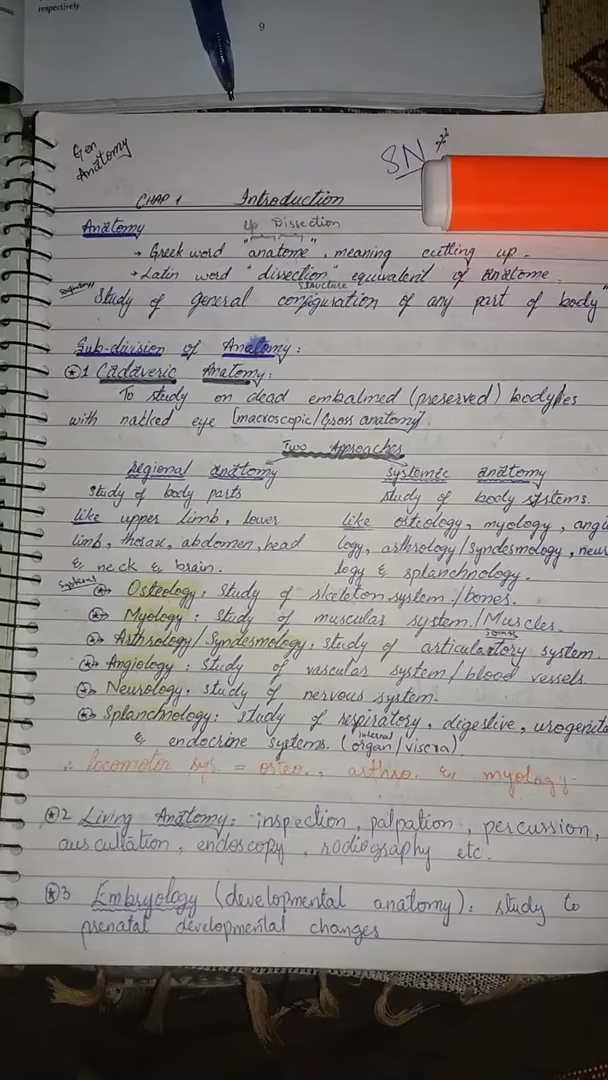 respectively.
9
Gen
Anatomy
SN
CHAP 1 Introduction
Anatomy
up Dissection
→ Greek word "anatome", meaning cutting up.
→ Latin word "dissection" equivalent of anatome
structure
Study of general configuration of any part of body"
Sub-division of Anatomy:
1 Cadaveric Anatomy:
To study on dead embalmed (preserved) bodies
with nacked eye [macroscopic/Gross anatomy].
Two Approaches
regional anatomy
study of body parts
like upper limb, lower
limb, thorax, abdomen, head
& neck & brain.
systemic anatomy
study of body systems.
like osteology, myology, angio
logy, arthrology/syndesmology, neur
logy & splanchnology.
Systems
Osteology: Study of skeleton system/bones.
Myology: study of muscular system/Muscles.
joints
Arthrology/Syndesmology: study of articulatory system.
Angiology: Study of vascular system/blood vessels
Neurology: study of nervous system.
Splanchnology: study of respiratory, digestive, urogenita
internal
& endocrine systems. (organ/viscra)
∴ locomotor sys. = osteo., arthro. & myology.
2 Living Anatomy: inspection, palpation, percussion,
auscultation, endoscopy, radiography etc.
3 Embryology (developmental anatomy): study to
prenatal developmental changes